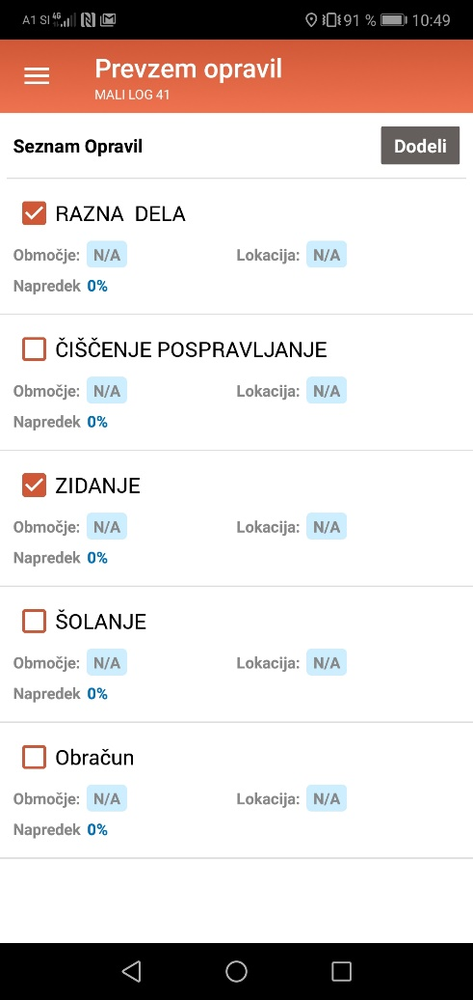 A1 SI 4G 91 % 10:49
Prevzem opravil
MALI LOG 41
Seznam Opravil Dodeli
RAZNA  DELA
Območje: N/A Lokacija: N/A
Napredek 0%
ČIŠČENJE POSPRAVLJANJE
Območje: N/A Lokacija: N/A
Napredek 0%
ZIDANJE
Območje: N/A Lokacija: N/A
Napredek 0%
ŠOLANJE
Območje: N/A Lokacija: N/A
Napredek 0%
Obračun
Območje: N/A Lokacija: N/A
Napredek 0%